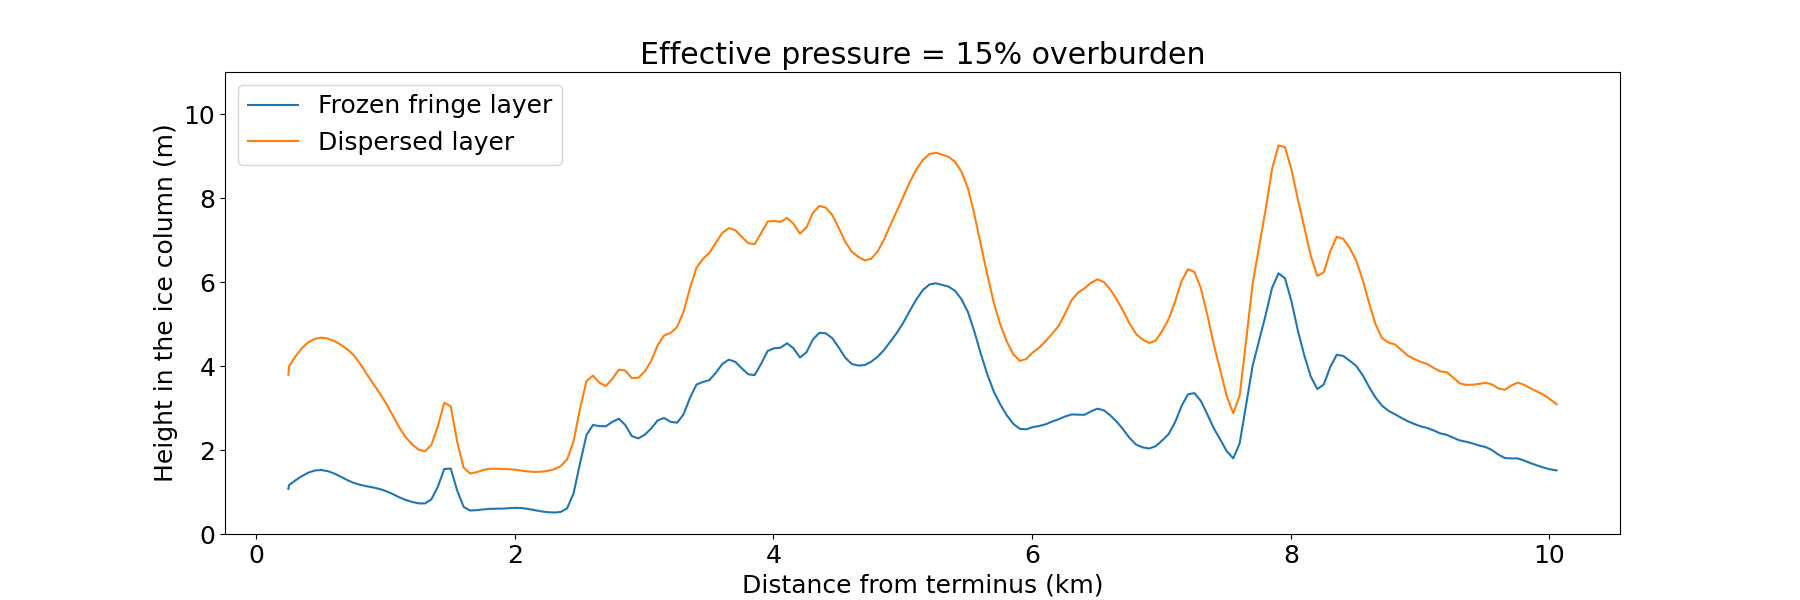 Effective pressure = 15% overburden
Frozen fringe layer
Dispersed layer
Height in the ice column (m)
10
8
6
4
2
0
0 2 4 6 8 10
Distance from terminus (km)